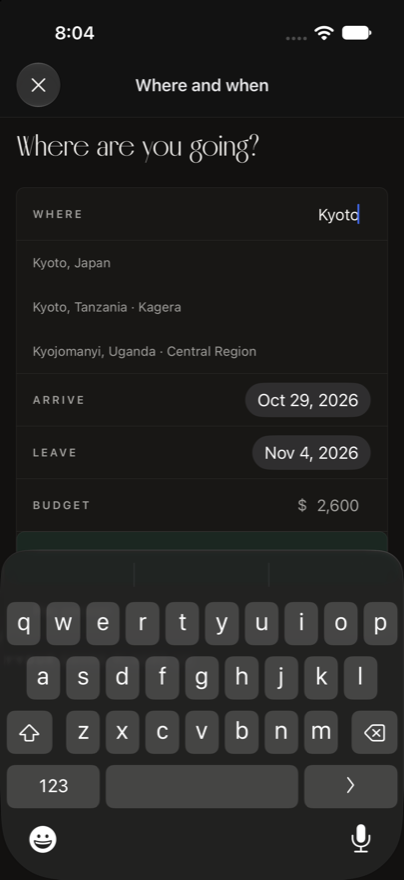 8:04
Where and when
Where are you going?
WHERE Kyoto
Kyoto, Japan
Kyoto, Tanzania · Kagera
Kyojomanyi, Uganda · Central Region
ARRIVE Oct 29, 2026
LEAVE Nov 4, 2026
BUDGET $ 2,600
q w e r t y u i o p
a s d f g h j k l
z x c v b n m
123